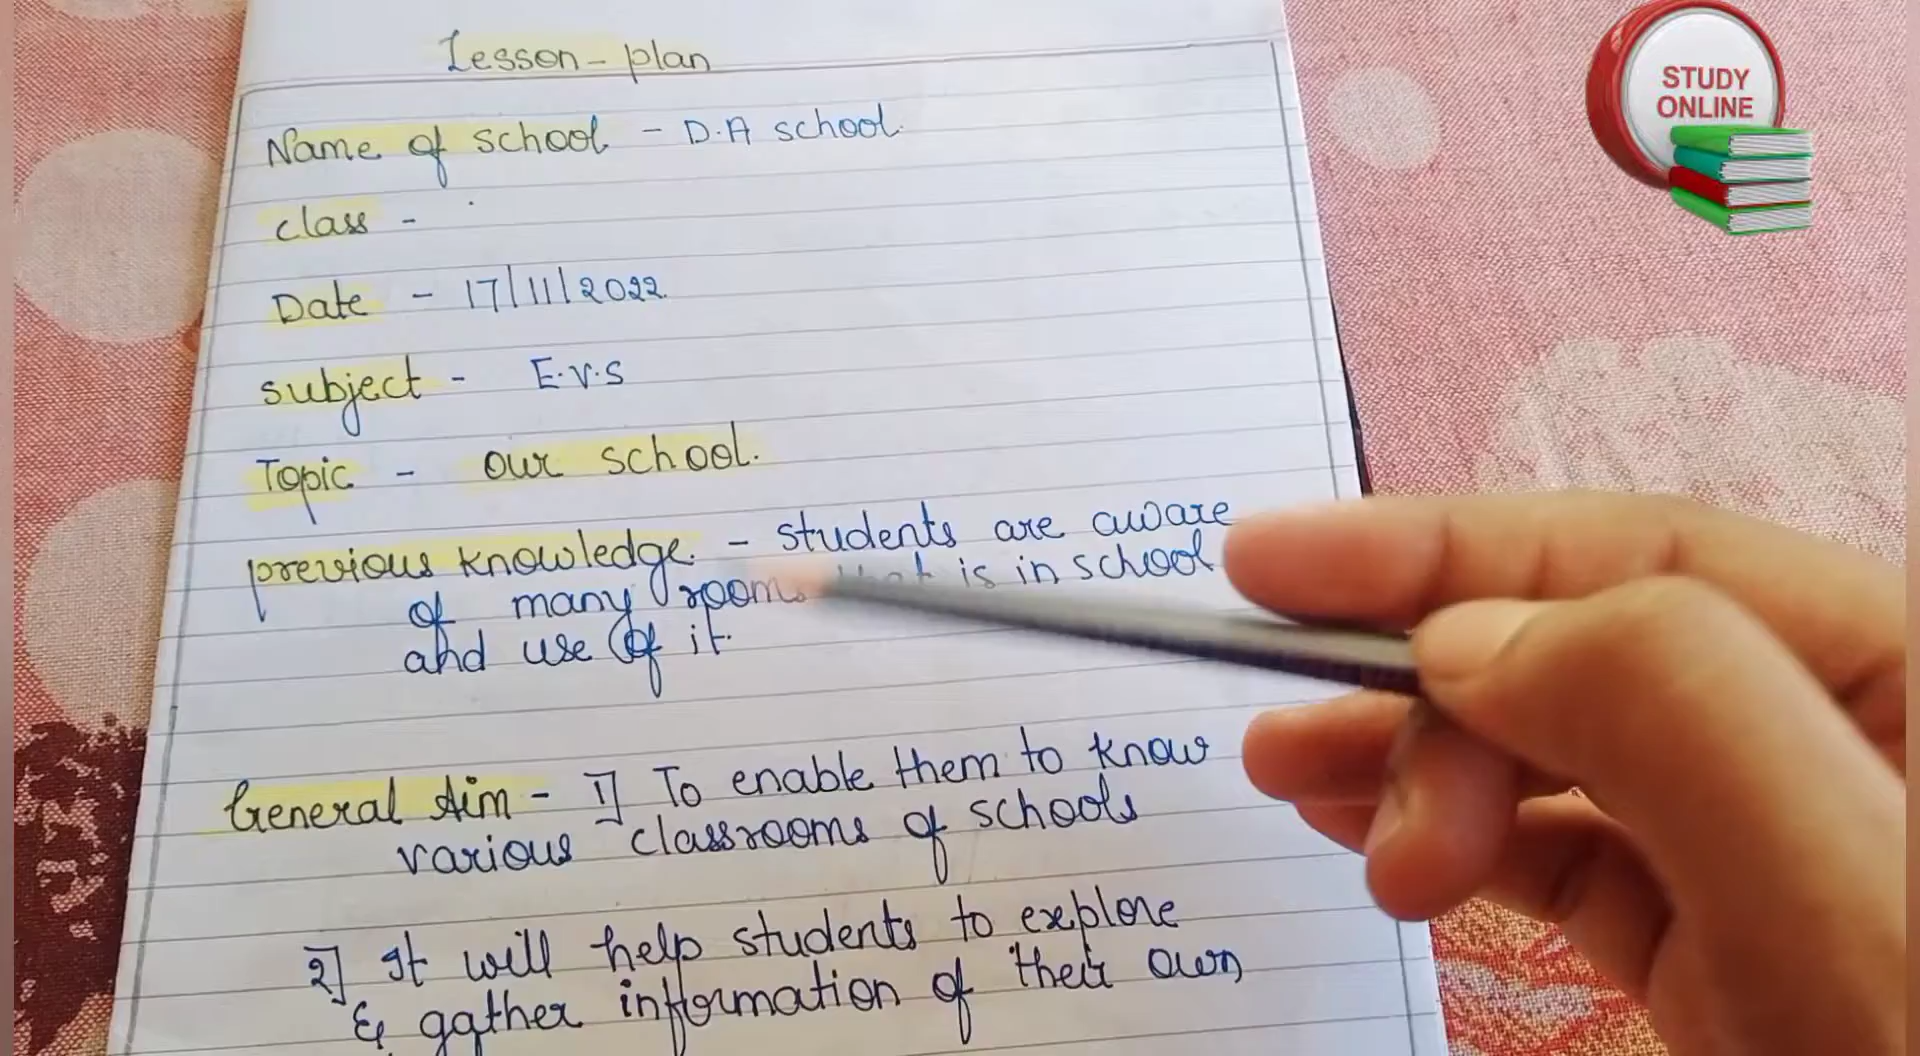 Lesson - plan
Name of school - D.A school.
class -
Date - 17/11/2022.
subject - E.V.S
Topic - our school.
previous knowledge. - students are aware
of many rooms that is in school
and use of it.
General Aim - 1] To enable them to know
various classrooms of schools
2] It will help students to explore
& gather information of their own
STUDY
ONLINE